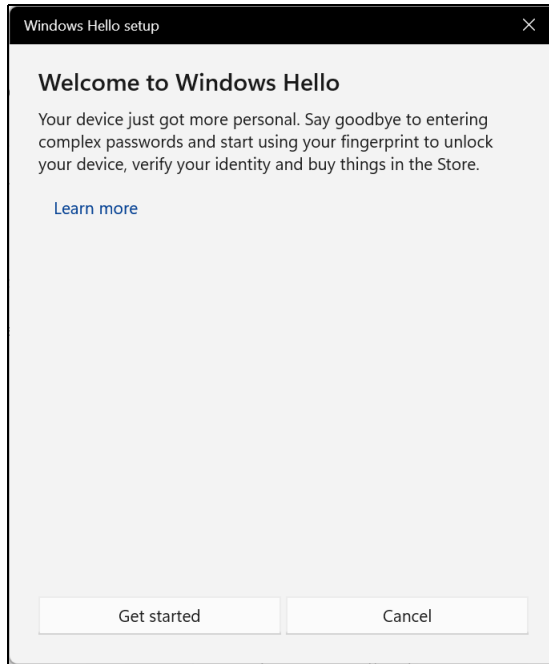 Windows Hello setup
Welcome to Windows Hello
Your device just got more personal. Say goodbye to entering
complex passwords and start using your fingerprint to unlock
your device, verify your identity and buy things in the Store.
Learn more
Get started
Cancel